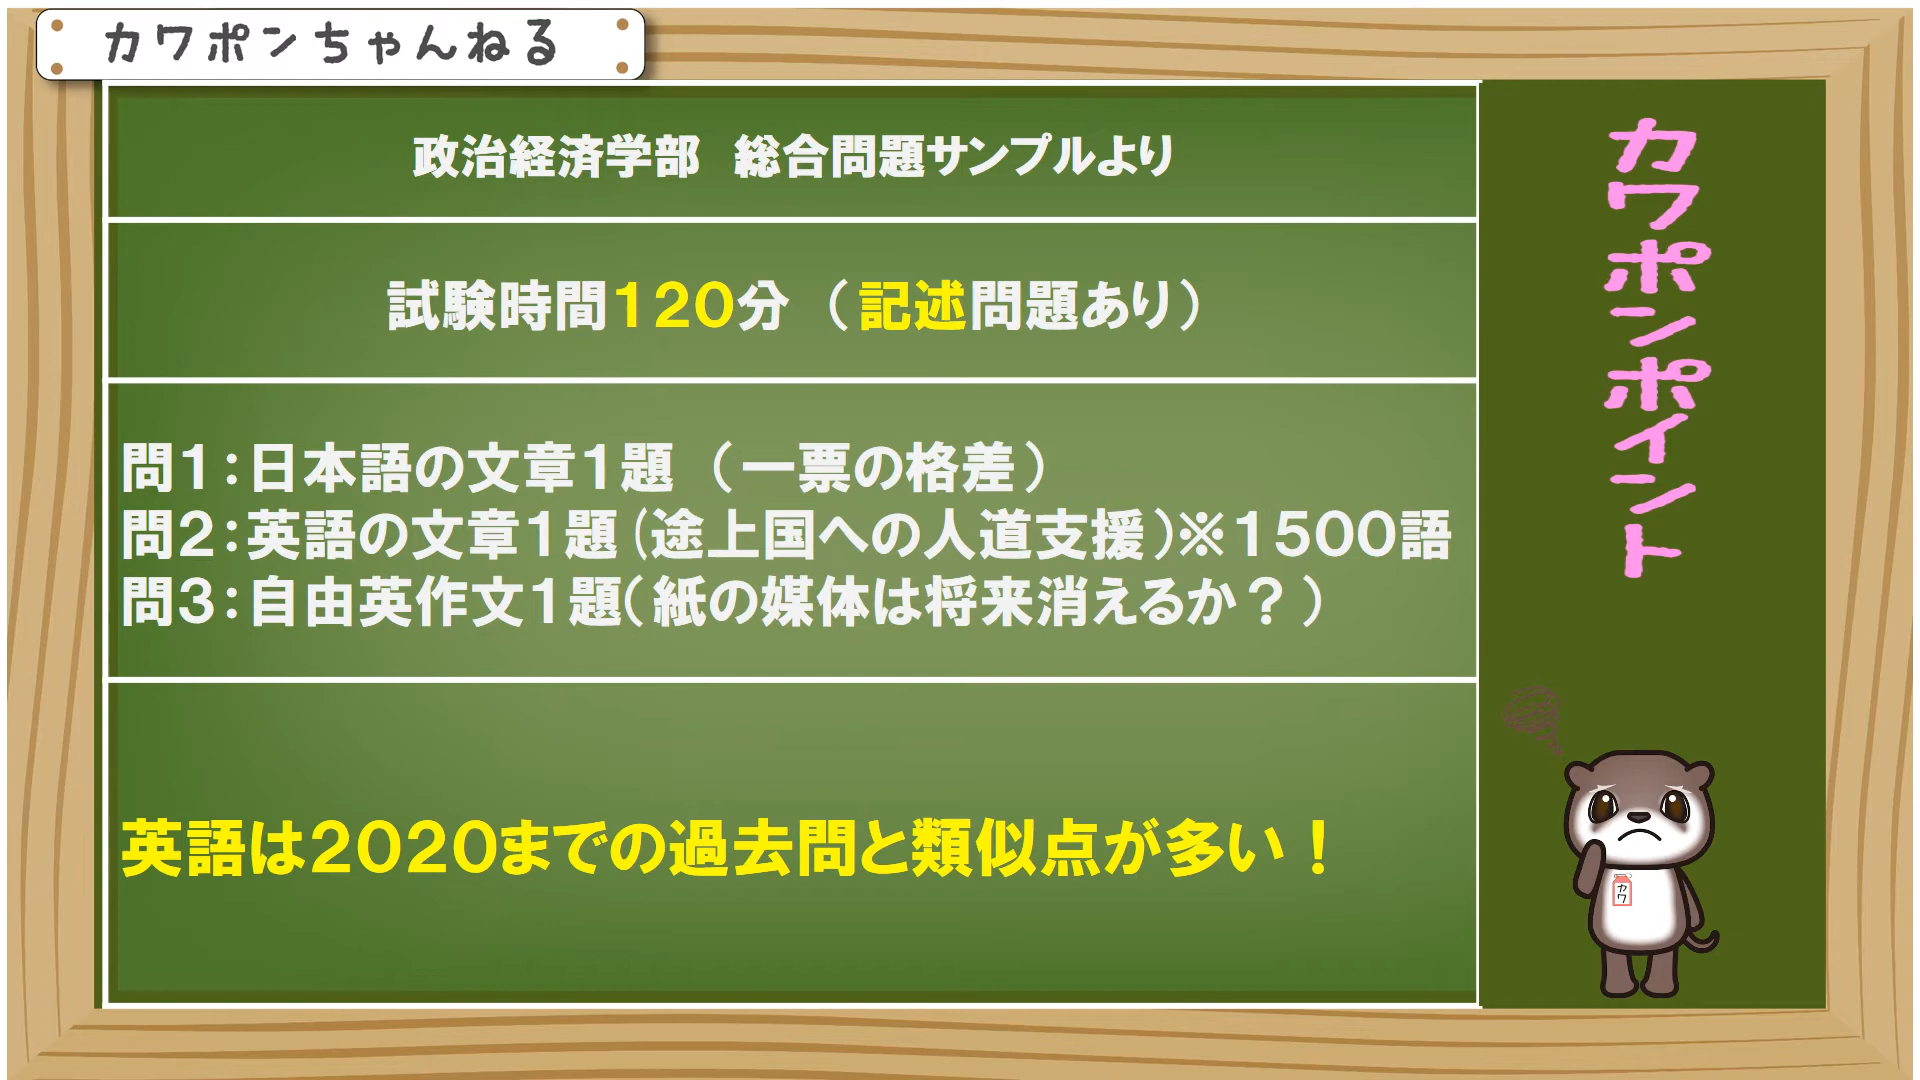 カワポンちゃんねる
政治経済学部　総合問題サンプルより
試験時間120分（記述問題あり）
問1：日本語の文章1題（一票の格差）
問2：英語の文章1題(途上国への人道支援)※1500語
問3：自由英作文1題(紙の媒体は将来消えるか？)
英語は2020までの過去問と類似点が多い！
カワポンポイント
カワ